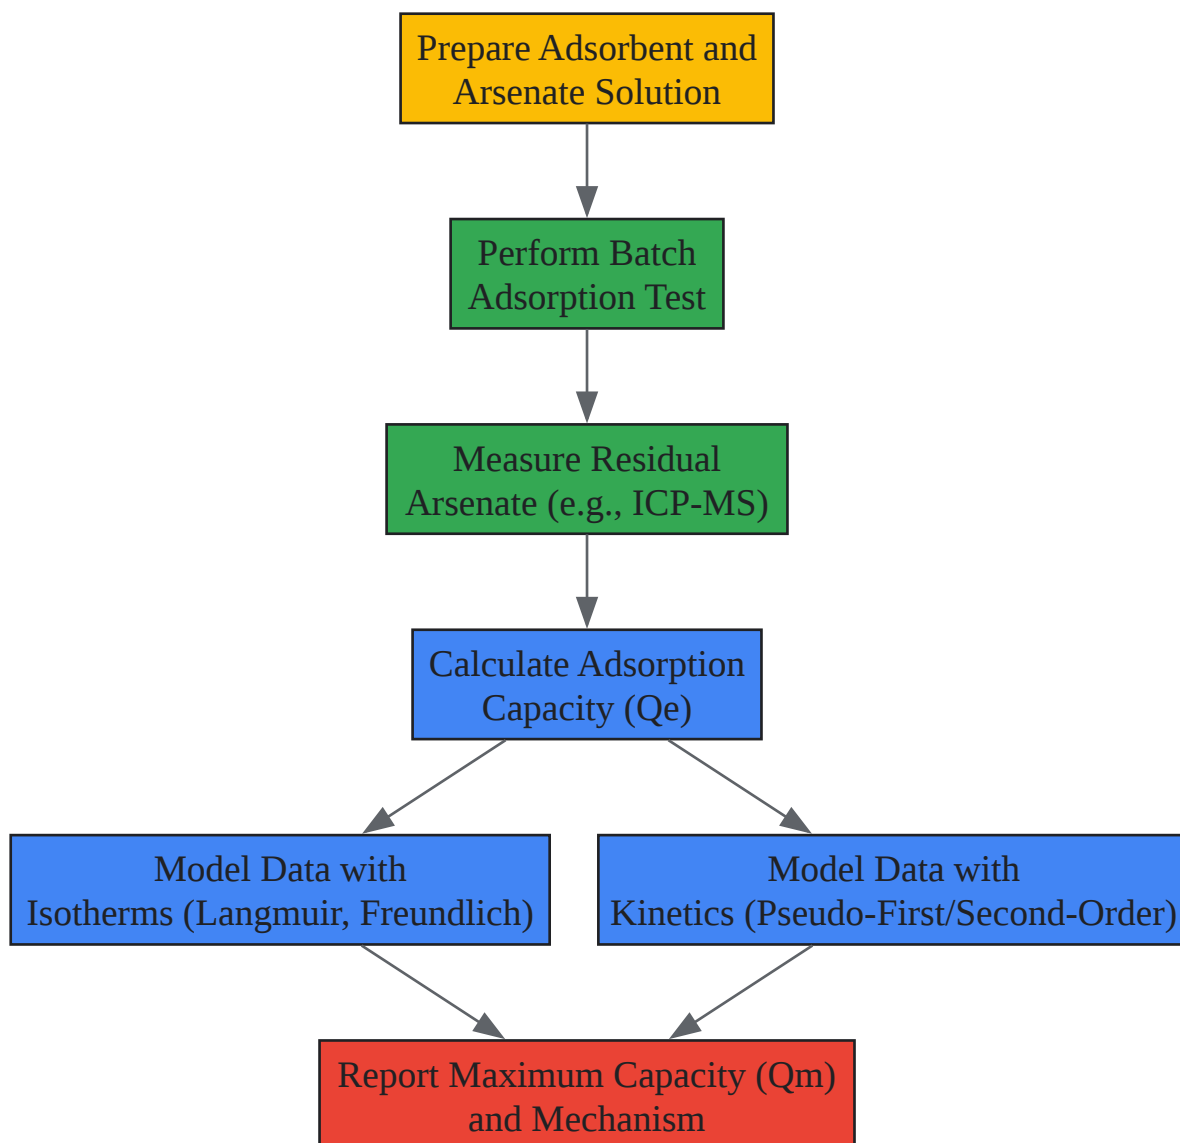 Prepare Adsorbent and
Arsenate Solution
Perform Batch
Adsorption Test
Measure Residual
Arsenate (e.g., ICP-MS)
Calculate Adsorption
Capacity (Qe)
Model Data with
Isotherms (Langmuir, Freundlich)
Model Data with
Kinetics (Pseudo-First/Second-Order)
Report Maximum Capacity (Qm)
and Mechanism